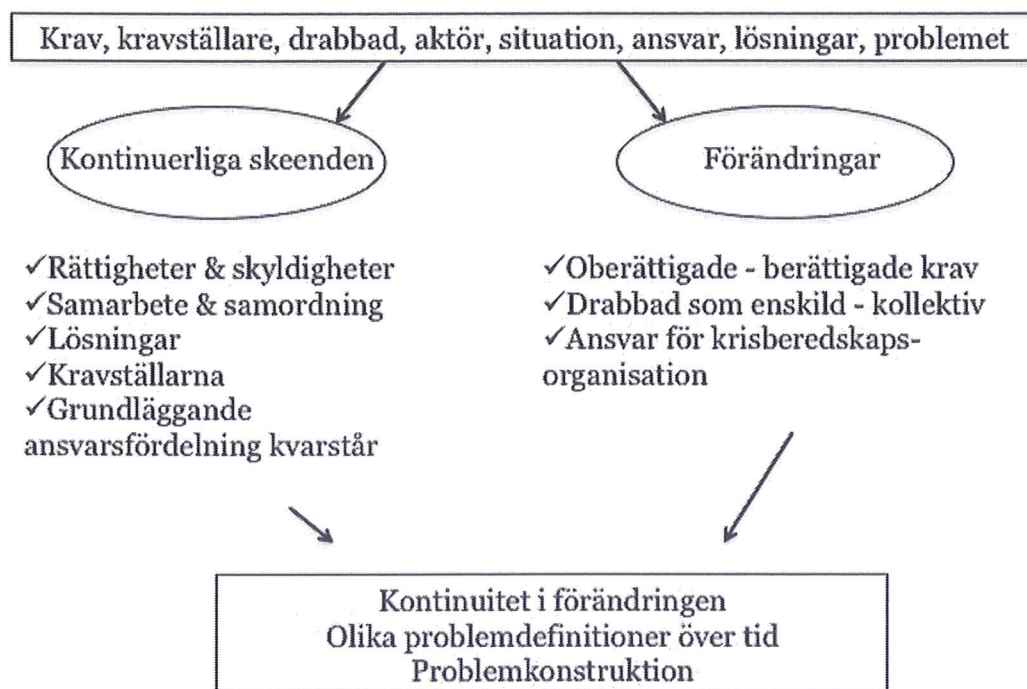 Krav, kravställare, drabbad, aktör, situation, ansvar, lösningar, problemet
Kontinuerliga skeenden
Förändringar
✓Rättigheter & skyldigheter
✓Samarbete & samordning
✓Lösningar
✓Kravställarna
✓Grundläggande
ansvarsfördelning kvarstår
✓Oberättigade - berättigade krav
✓Drabbad som enskild - kollektiv
✓Ansvar för krisberedskaps-
organisation
Kontinuitet i förändringen
Olika problemdefinitioner över tid
Problemkonstruktion